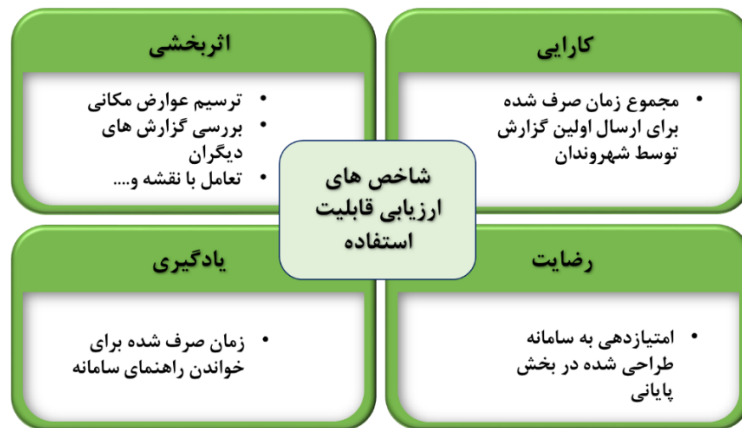 کارایی
• مجموع زمان صرف شده
برای ارسال اولین گزارش
توسط شهروندان
اثربخشی
• ترسیم عوارض مکانی
• بررسی گزارش های
دیگران
• تعامل با نقشه و....
شاخص های
ارزیابی قابلیت
استفاده
رضایت
• امتیازدهی به سامانه
طراحی شده در بخش
پایانی
یادگیری
• زمان صرف شده برای
خواندن راهنمای سامانه